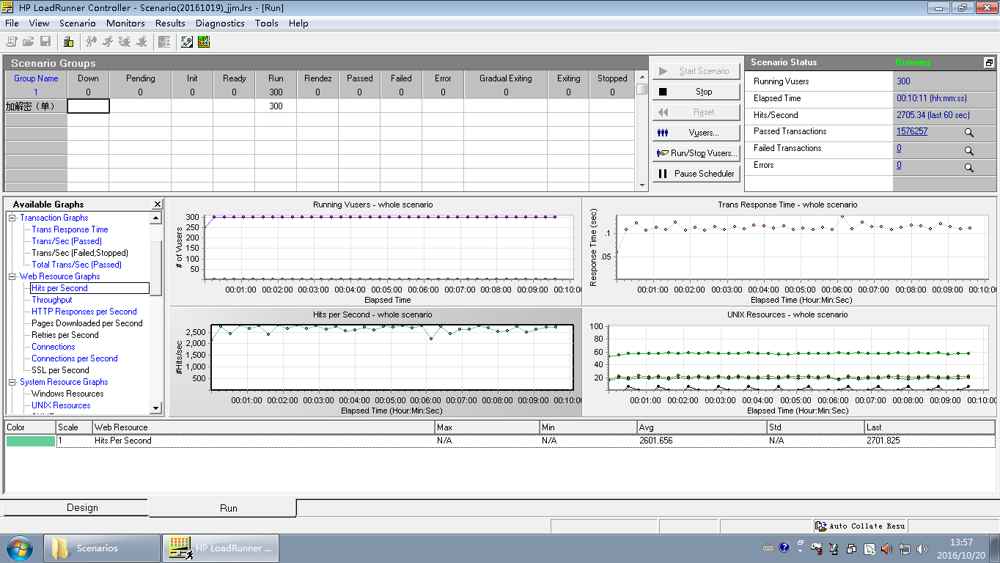 HP LoadRunner Controller - Scenario(20161019)_jjm.lrs - [Run]
File View Scenario Monitors Results Diagnostics Tools Help
Scenario Groups
Group Name Down Pending Init Ready Run Rendez Passed Failed Error Gradual Exiting Exiting Stopped
1 0 0 0 0 300 0 0 0 0 0 0 0
加解密（单） 300
Start Scenario
Stop
Reset
Vusers...
Run/Stop Vusers...
Pause Scheduler
Scenario Status Running
Running Vusers 300
Elapsed Time 00:10:11 (hh:mm:ss)
Hits/Second 2705.34 (last 60 sec)
Passed Transactions 1576257
Failed Transactions 0
Errors 0
Available Graphs
Transaction Graphs
Trans Response Time
Trans/Sec (Passed)
Trans/Sec (Failed,Stopped)
Total Trans/Sec (Passed)
Web Resource Graphs
Hits per Second
Throughput
HTTP Responses per Second
Pages Downloaded per Second
Retries per Second
Connections
Connections per Second
SSL per Second
System Resource Graphs
Windows Resources
UNIX Resources
Running Vusers - whole scenario
# of Vusers
300
250
200
150
100
50
00:01:00 00:02:00 00:03:00 00:04:00 00:05:00 00:06:00 00:07:00 00:08:00 00:09:00 00:10:00
Elapsed Time
Trans Response Time - whole scenario
Response Time (sec)
.1
.05
00:01:00 00:02:00 00:03:00 00:04:00 00:05:00 00:06:00 00:07:00 00:08:00 00:09:00 00:10:0
Elapsed Time (Hour:Min:Sec)
Hits per Second - whole scenario
#Hits/sec
2,500
2,000
1,500
1,000
500
00:01:00 00:02:00 00:03:00 00:04:00 00:05:00 00:06:00 00:07:00 00:08:00 00:09:00 00:10:0
Elapsed Time (Hour:Min:Sec)
UNIX Resources - whole scenario
100
80
60
40
20
00:01:00 00:02:00 00:03:00 00:04:00 00:05:00 00:06:00 00:07:00 00:08:00 00:09:00 00:10:0
Elapsed Time (Hour:Min:Sec)
Color Scale Web Resource Max Min Avg Std Last
1 Hits Per Second N/A N/A 2601.656 N/A 2701.825
Design Run
Auto Collate Resu
Scenarios
HP LoadRunner ...
13:57
2016/10/20